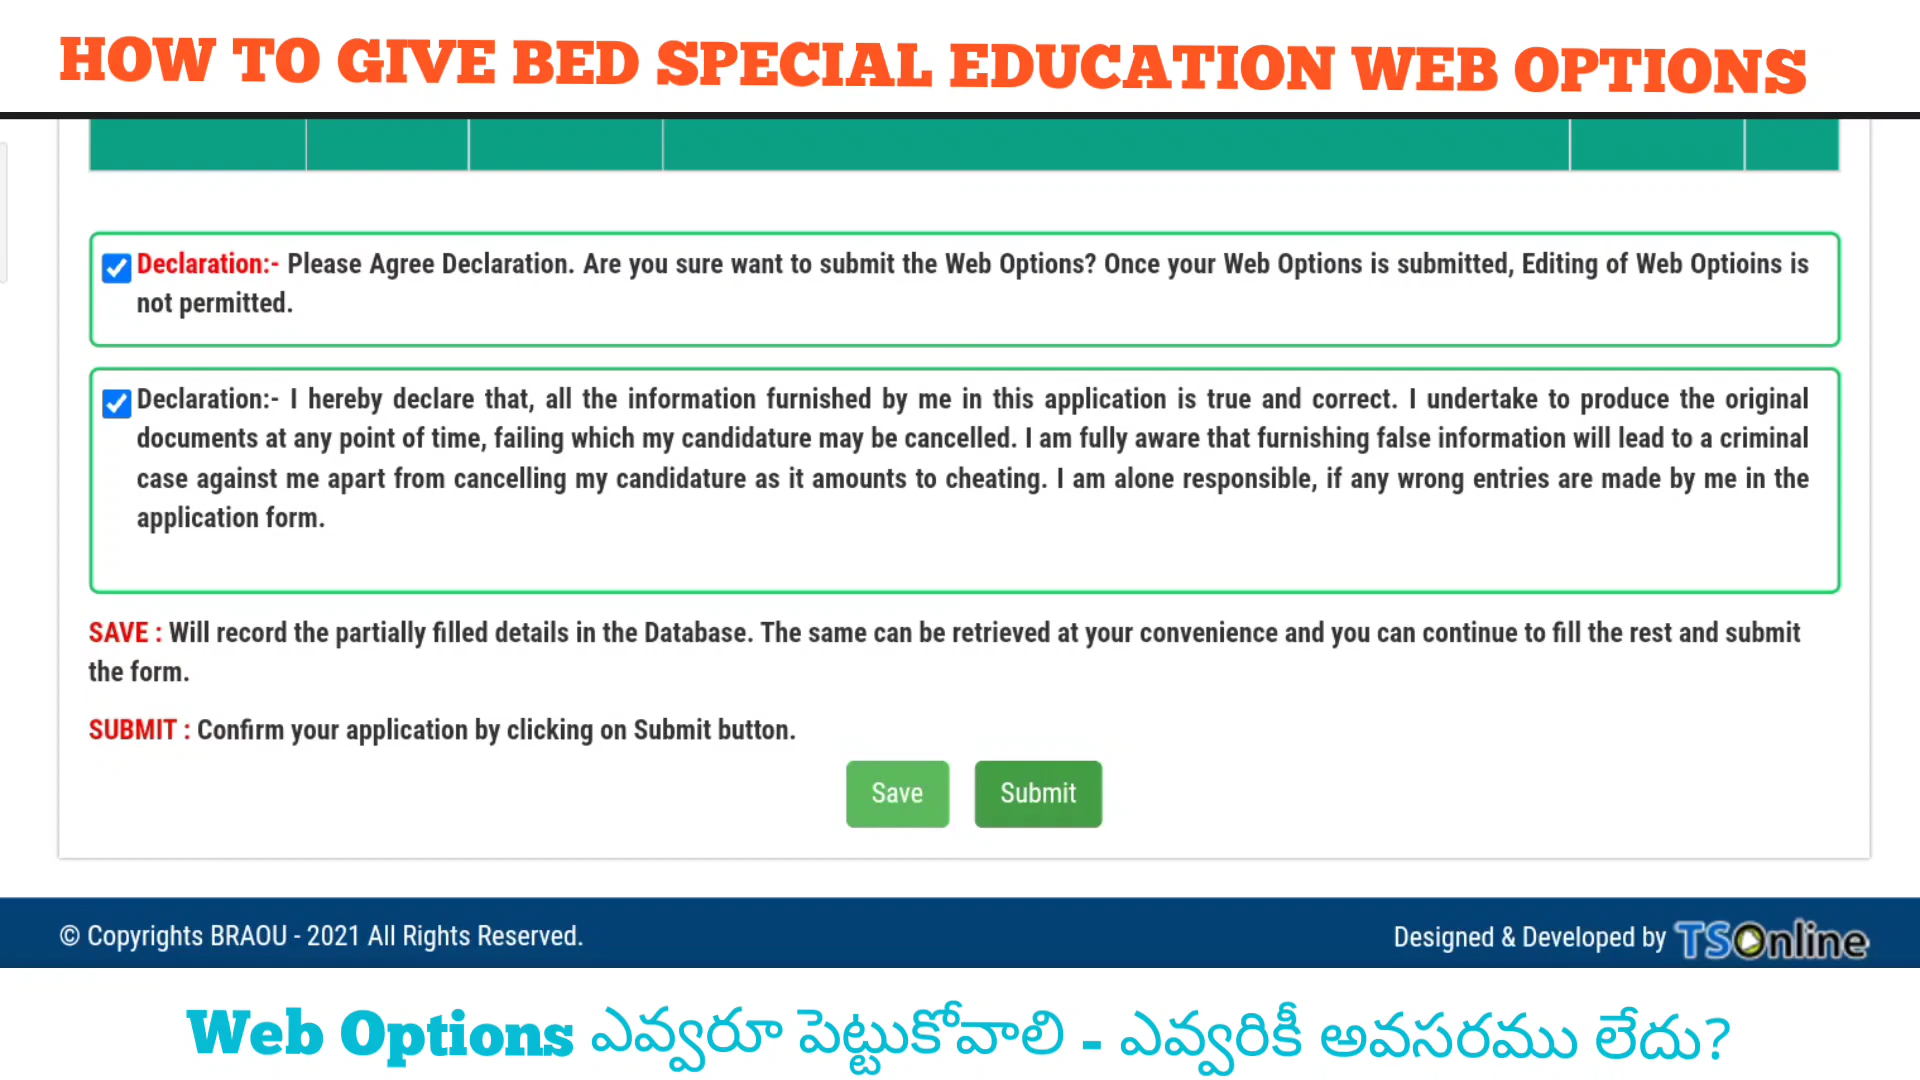 HOW TO GIVE BED SPECIAL EDUCATION WEB OPTIONS
Declaration:- Please Agree Declaration. Are you sure want to submit the Web Options? Once your Web Options is submitted, Editing of Web Optioins is
not permitted.
Declaration:- I hereby declare that, all the information furnished by me in this application is true and correct. I undertake to produce the original
documents at any point of time, failing which my candidature may be cancelled. I am fully aware that furnishing false information will lead to a criminal
case against me apart from cancelling my candidature as it amounts to cheating. I am alone responsible, if any wrong entries are made by me in the
application form.
SAVE : Will record the partially filled details in the Database. The same can be retrieved at your convenience and you can continue to fill the rest and submit
the form.
SUBMIT : Confirm your application by clicking on Submit button.
Save Submit
© Copyrights BRAOU - 2021 All Rights Reserved. Designed & Developed by TSOnline
Web Options ఎవ్వరూ పెట్టుకోవాలి - ఎవ్వరికీ అవసరము లేదు?